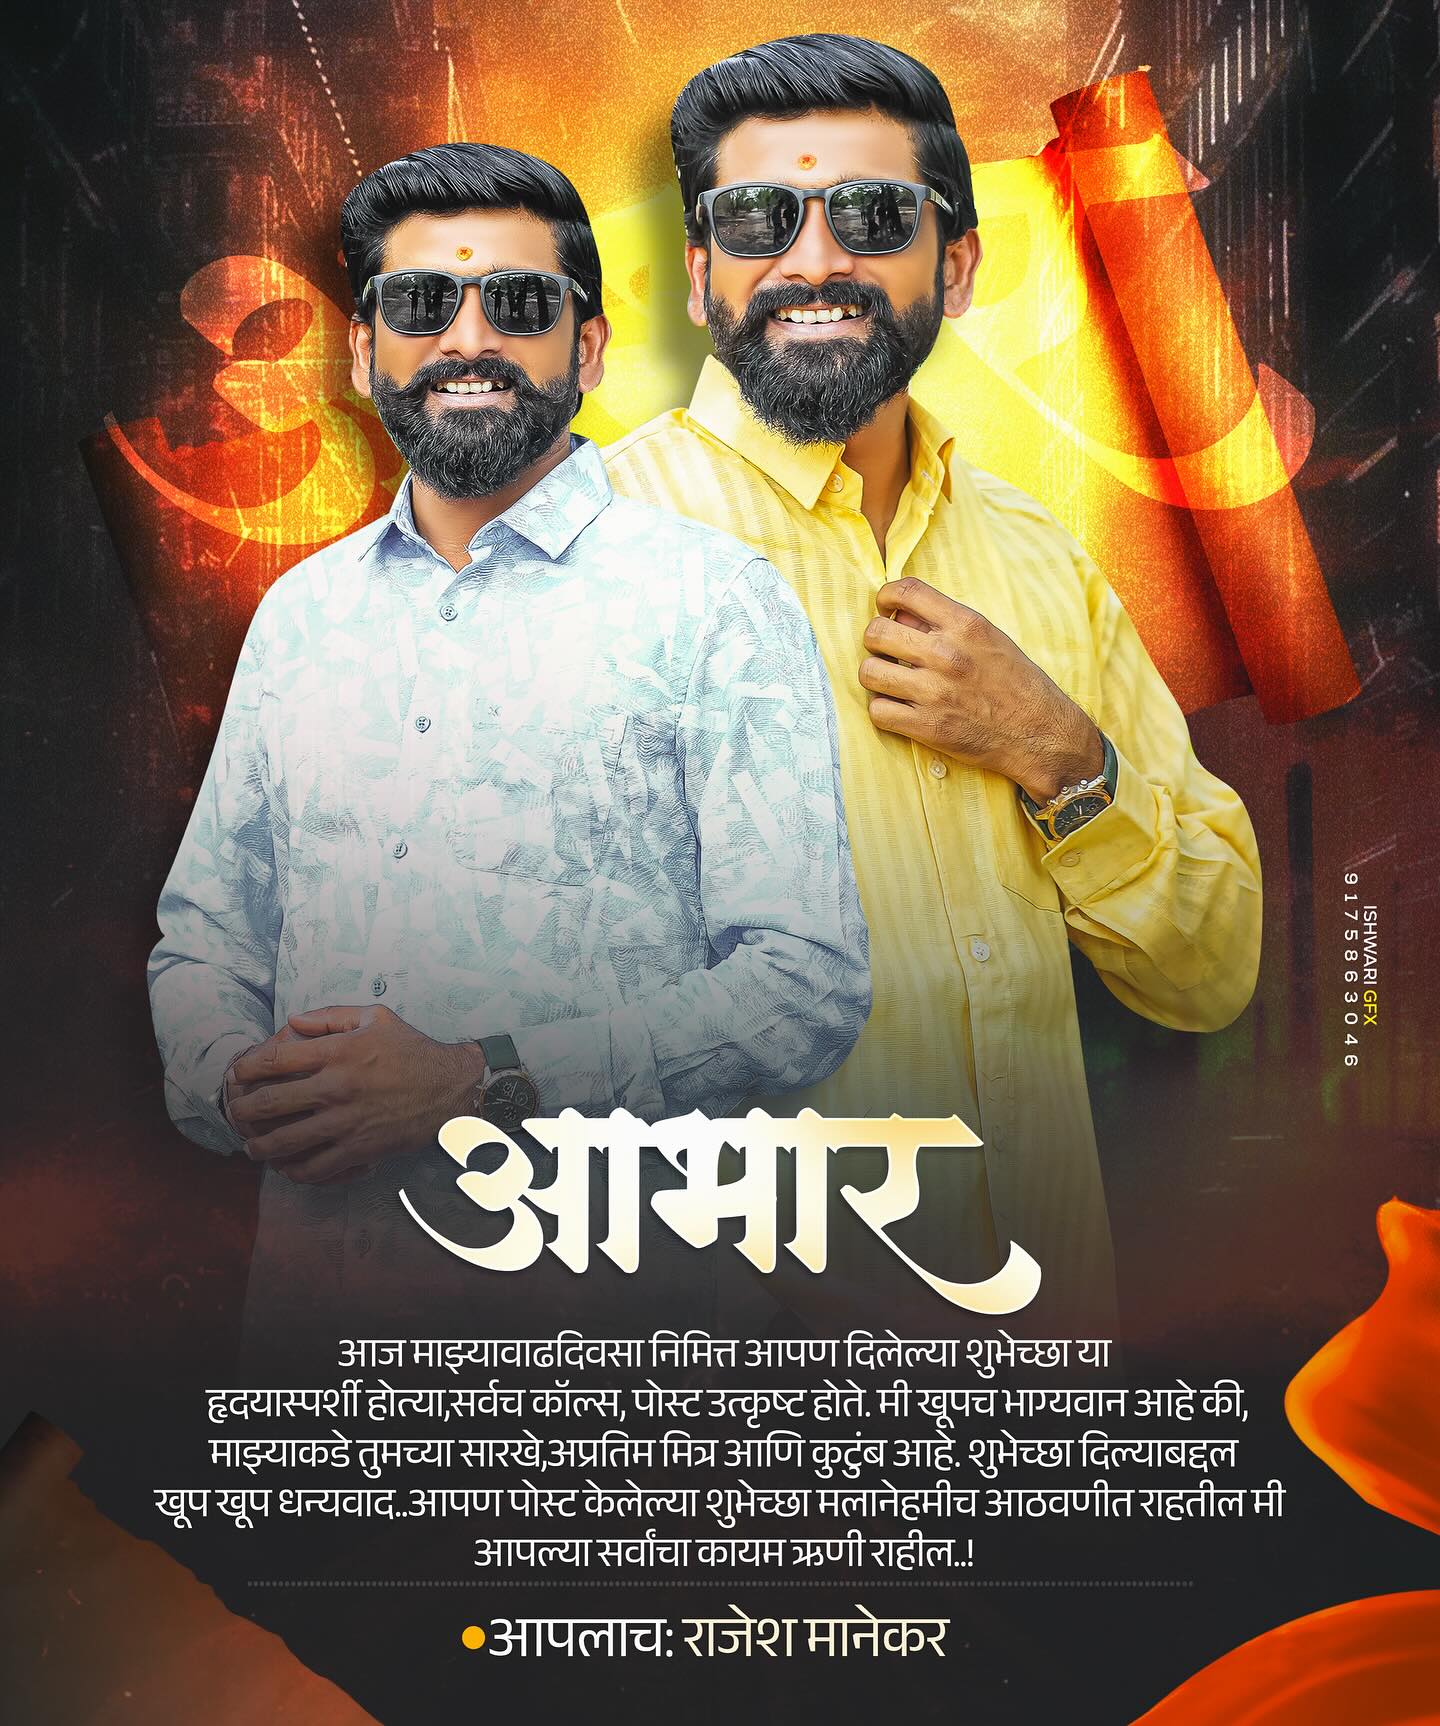 आभार
आज माझ्यावाढदिवसा निमित्त आपण दिलेल्या शुभेच्छा या
हृदयास्पर्शी होत्या,सर्वच कॉल्स, पोस्ट उत्कृष्ट होते. मी खूपच भाग्यवान आहे की,
माझ्याकडे तुमच्या सारखे,अप्रतिम मित्र आणि कुटुंब आहे. शुभेच्छा दिल्याबद्दल
खूप खूप धन्यवाद..आपण पोस्ट केलेल्या शुभेच्छा मलानेहमीच आठवणीत राहतील मी
आपल्या सर्वांचा कायम ऋणी राहील..!
•आपलाच: राजेश मानेकर
ISHWARI GFX
9175863046